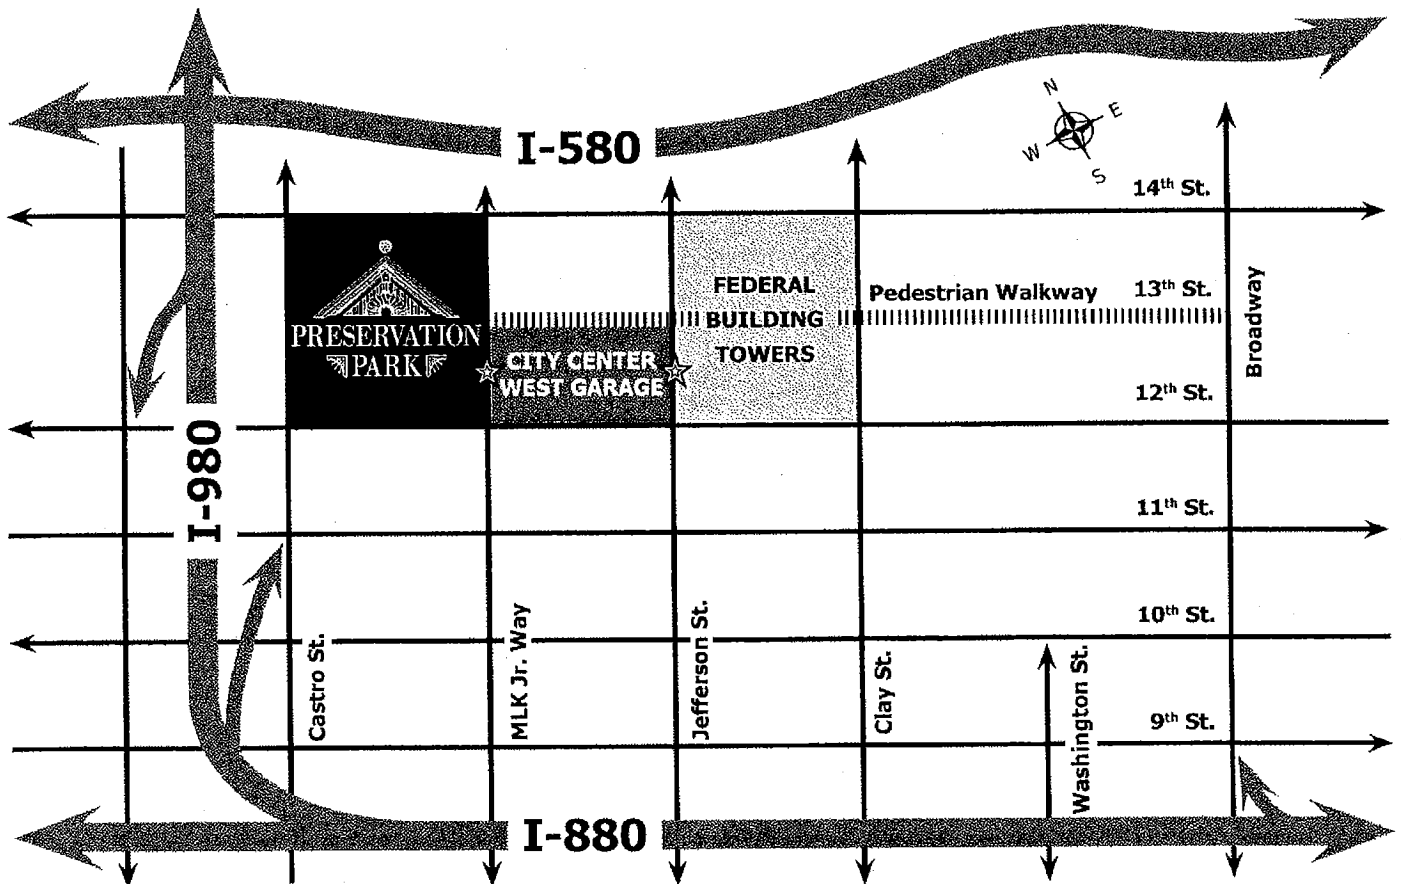 I-580
N
E
W
S
14th St.
FEDERAL
BUILDING
TOWERS
Pedestrian Walkway
13th St.
Broadway
PRESERVATION
PARK
CITY CENTER
WEST GARAGE
12th St.
I-980
11th St.
10th St.
Castro St.
MLK Jr. Way
Jefferson St.
Clay St.
Washington St.
9th St.
I-880